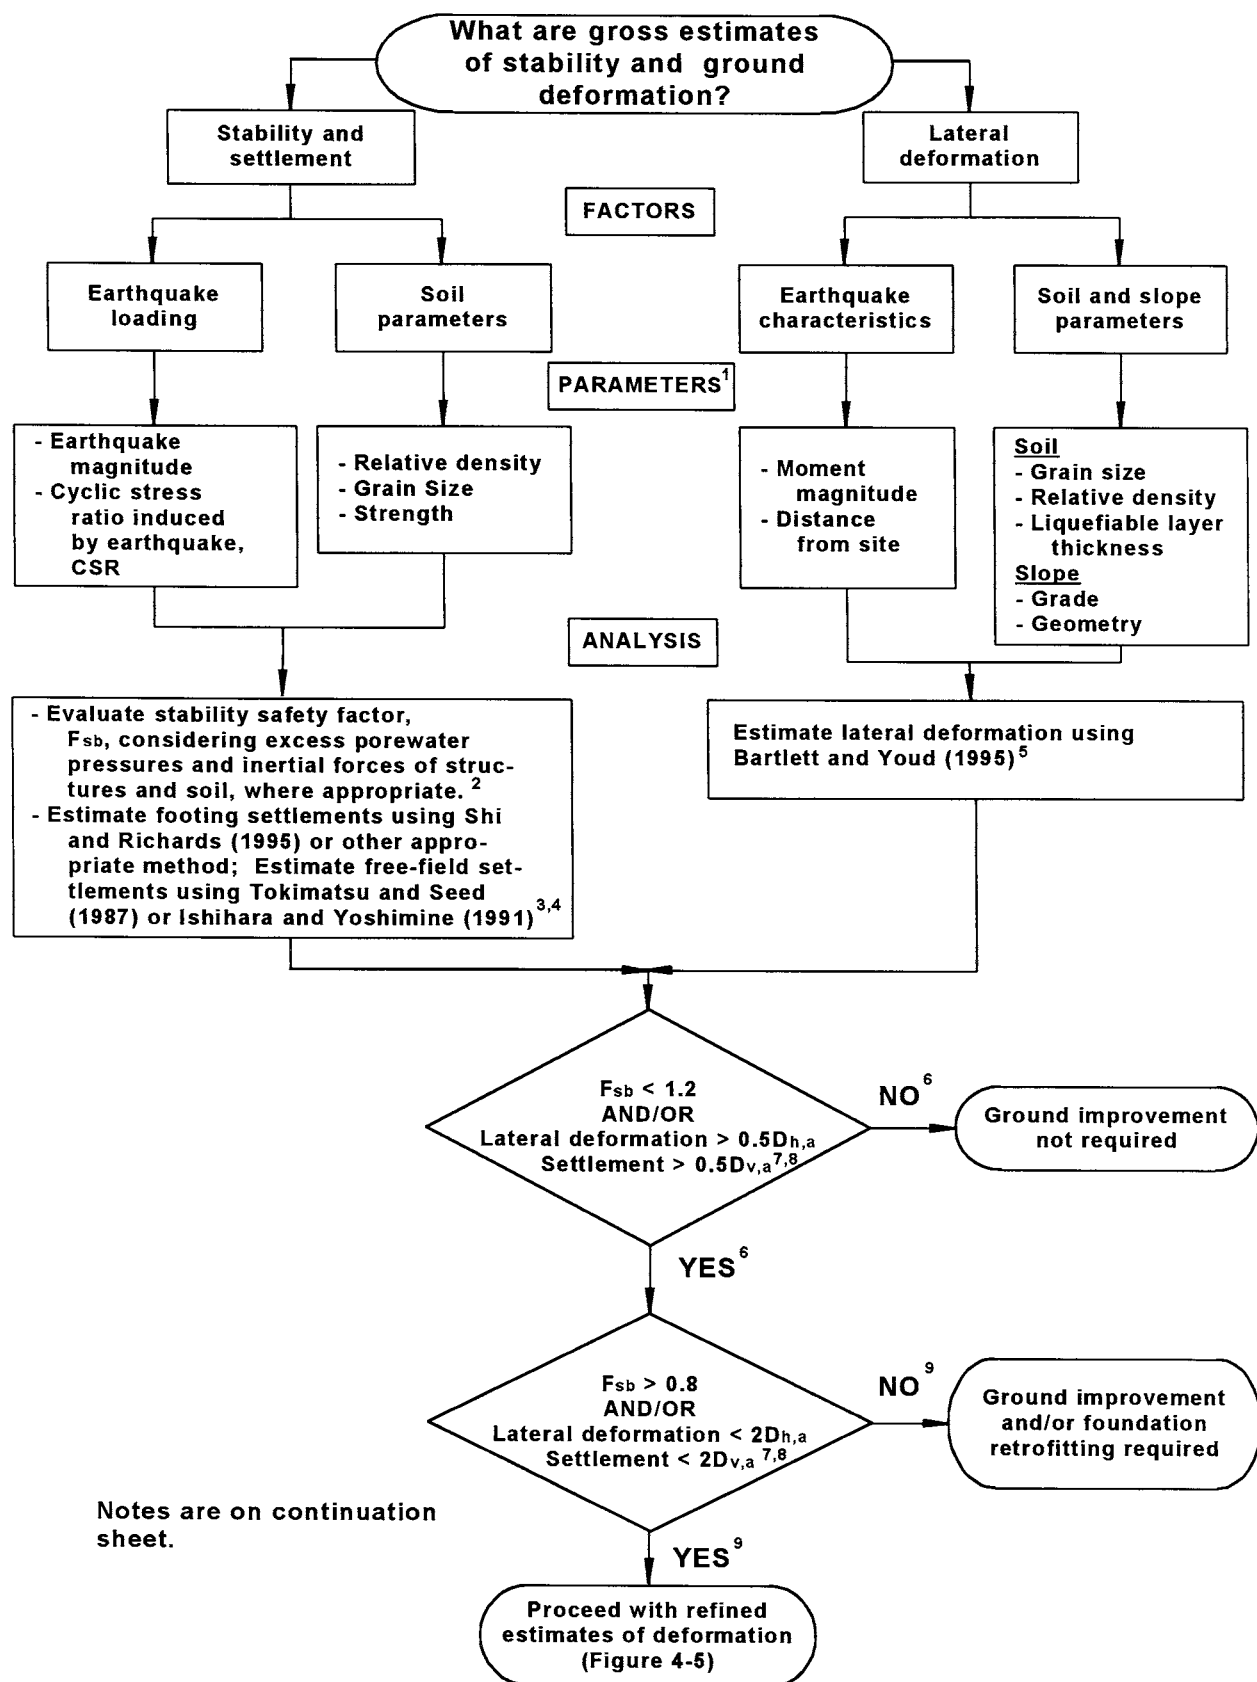 What are gross estimates
of stability and ground
deformation?
Stability and
settlement
Lateral
deformation
FACTORS
Earthquake
loading
Soil
parameters
Earthquake
characteristics
Soil and slope
parameters
PARAMETERS1
- Earthquake
magnitude
- Cyclic stress
ratio induced
by earthquake,
CSR
- Relative density
- Grain Size
- Strength
- Moment
magnitude
- Distance
from site
Soil
- Grain size
- Relative density
- Liquefiable layer
thickness
Slope
- Grade
- Geometry
ANALYSIS
- Evaluate stability safety factor,
Fsb, considering excess porewater
pressures and inertial forces of struc-
tures and soil, where appropriate. 2
- Estimate footing settlements using Shi
and Richards (1995) or other appro-
priate method; Estimate free-field set-
tlements using Tokimatsu and Seed
(1987) or Ishihara and Yoshimine (1991)3,4
Estimate lateral deformation using
Bartlett and Youd (1995)5
Fsb < 1.2
AND/OR
Lateral deformation > 0.5Dh,a
Settlement > 0.5Dv,a7,8
NO6
Ground improvement
not required
YES6
Fsb > 0.8
AND/OR
Lateral deformation < 2Dh,a
Settlement < 2Dv,a 7,8
NO9
Ground improvement
and/or foundation
retrofitting required
Notes are on continuation
sheet.
YES9
Proceed with refined
estimates of deformation
(Figure 4-5)